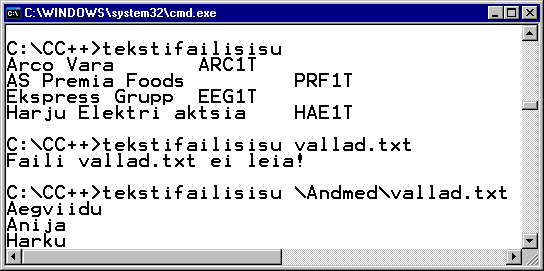 C:\WINDOWS\system32\cmd.exe
C:\CC++>tekstifailisisu
Arco Vara       ARC1T
AS Premia Foods         PRF1T
Ekspress Grupp  EEG1T
Harju Elektri aktsia    HAE1T
C:\CC++>tekstifailisisu vallad.txt
Faili vallad.txt ei leia!
C:\CC++>tekstifailisisu \Andmed\vallad.txt
Aegviidu
Anija
Harku